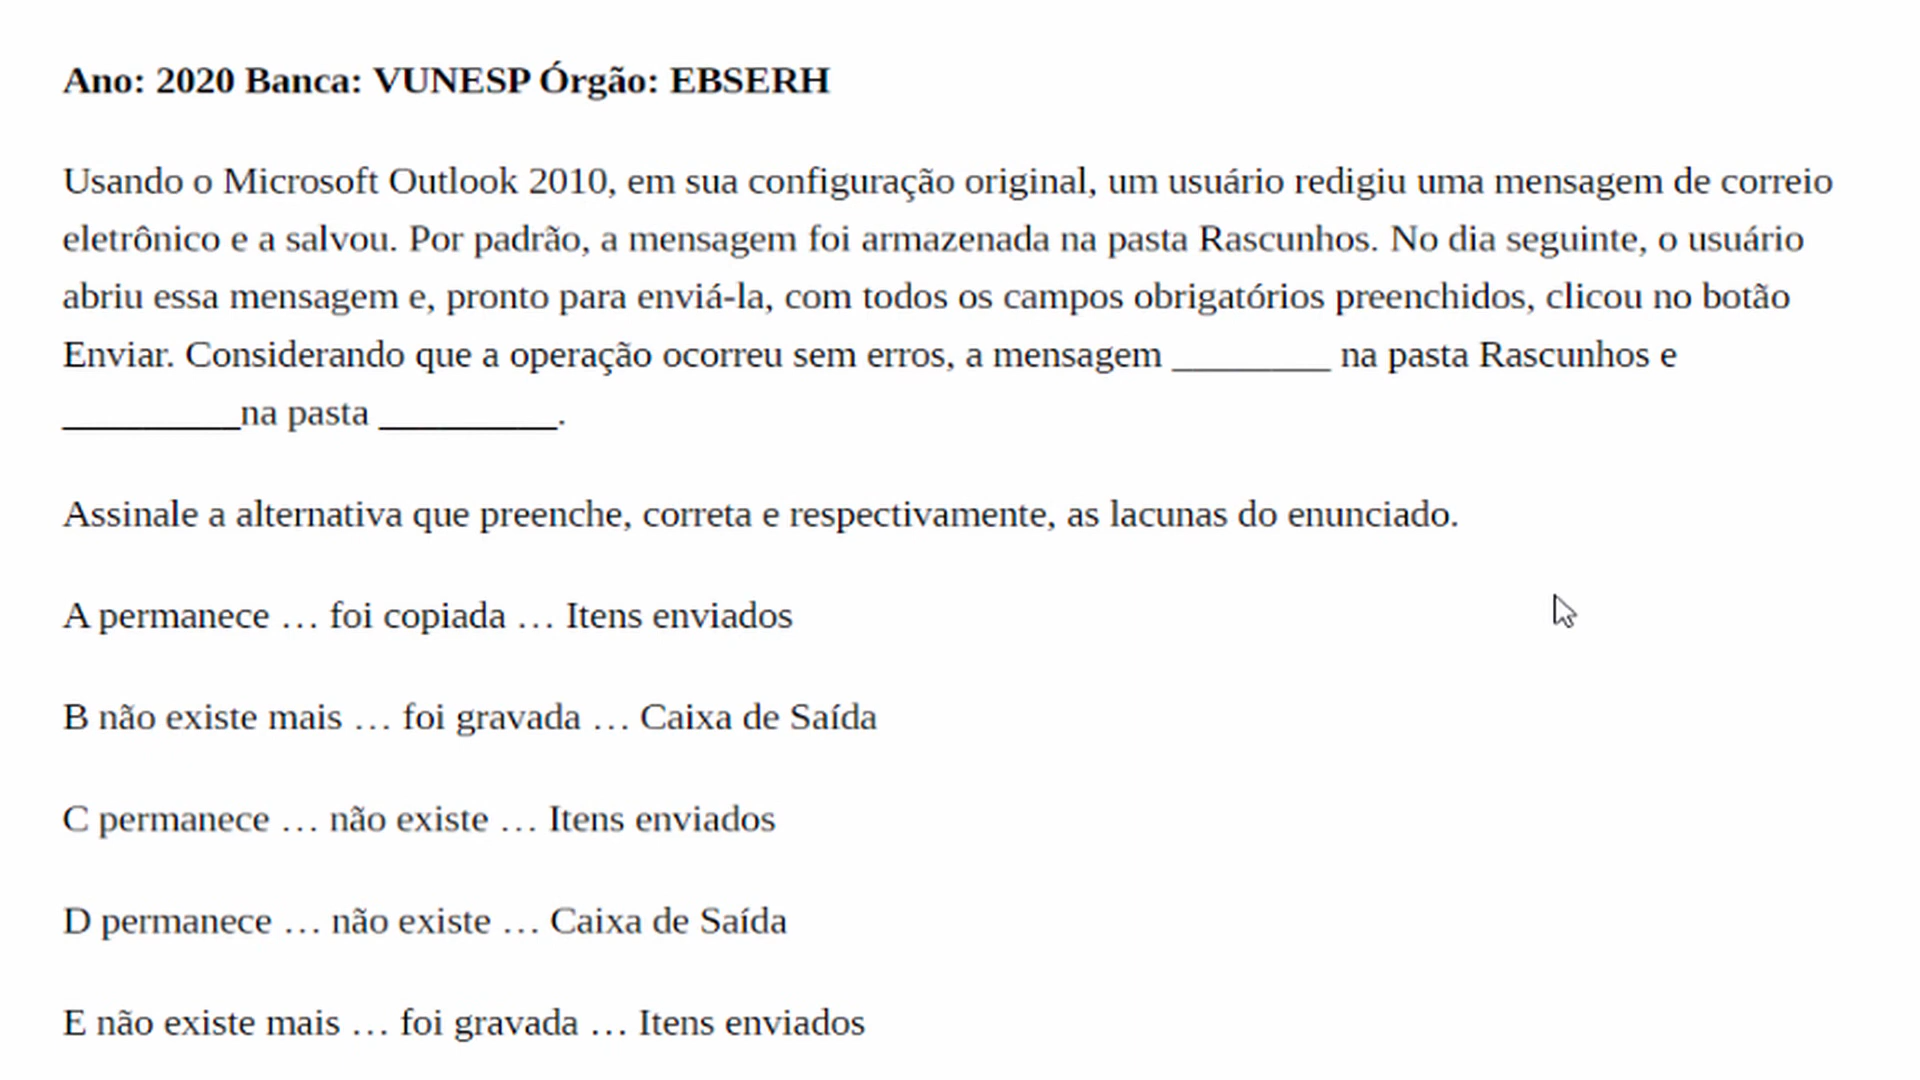 Ano: 2020 Banca: VUNESP Órgão: EBSERH
Usando o Microsoft Outlook 2010, em sua configuração original, um usuário redigiu uma mensagem de correio
eletrônico e a salvou. Por padrão, a mensagem foi armazenada na pasta Rascunhos. No dia seguinte, o usuário
abriu essa mensagem e, pronto para enviá-la, com todos os campos obrigatórios preenchidos, clicou no botão
Enviar. Considerando que a operação ocorreu sem erros, a mensagem ________ na pasta Rascunhos e
_________na pasta _________.
Assinale a alternativa que preenche, correta e respectivamente, as lacunas do enunciado.
A permanece … foi copiada … Itens enviados
B não existe mais … foi gravada … Caixa de Saída
C permanece … não existe … Itens enviados
D permanece … não existe … Caixa de Saída
E não existe mais … foi gravada … Itens enviados